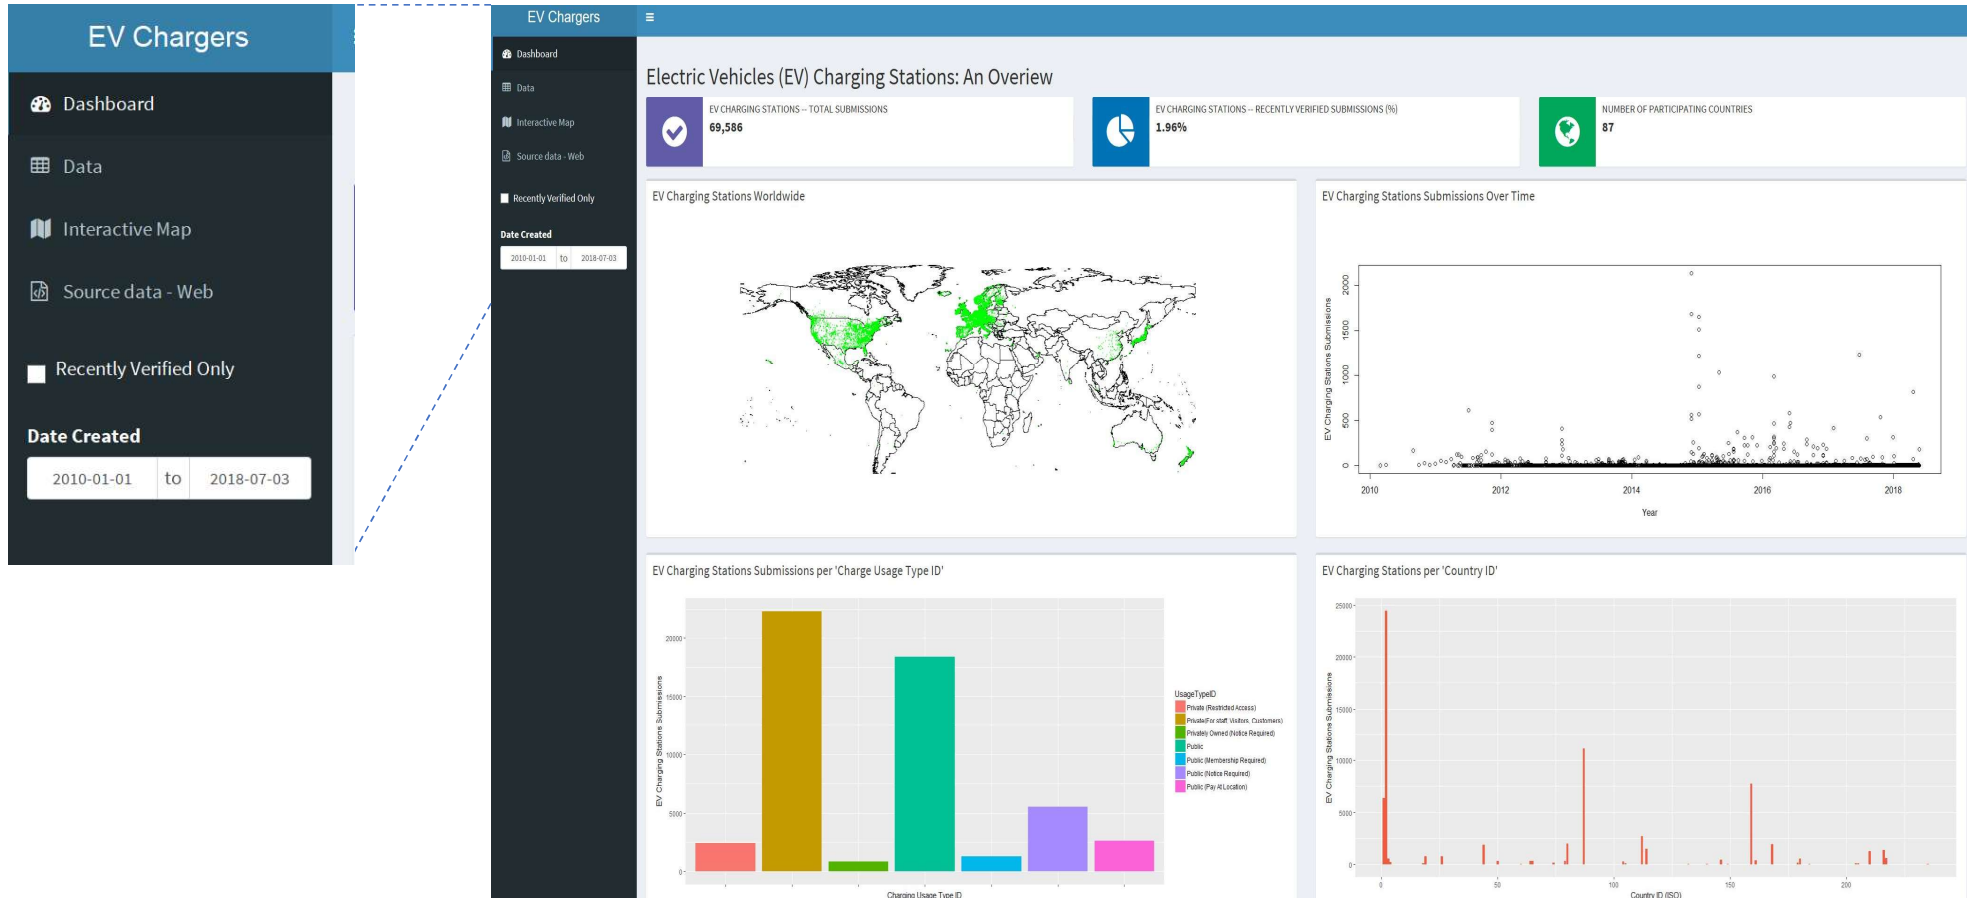 EV Chargers
Dashboard
Data
Interactive Map
Source data - Web
Recently Verified Only
Date Created
2010-01-01 to 2018-07-03
EV Chargers
Dashboard
Data
Interactive Map
Source data - Web
Recently Verified Only
Date Created
2010-01-01 to 2018-07-03
Electric Vehicles (EV) Charging Stations: An Overiew
EV CHARGING STATIONS -- TOTAL SUBMISSIONS
69,586
EV CHARGING STATIONS -- RECENTLY VERIFIED SUBMISSIONS (%)
1.96%
NUMBER OF PARTICIPATING COUNTRIES
87
EV Charging Stations Worldwide
EV Charging Stations Submissions Over Time
EV Charging Stations Submissions
2000
1500
1000
500
0
2010 2012 2014 2016 2018
Year
EV Charging Stations Submissions per 'Charge Usage Type ID'
EV Charging Stations Submissions
20000
15000
10000
5000
0
Charging Usage Type ID
UsageTypeID
Private (Restricted Access)
Private(For staff, Visitors, Customers)
Privately Owned (Notice Required)
Public
Public (Membership Required)
Public (Notice Required)
Public (Pay At Location)
EV Charging Stations per 'Country ID'
EV Charging Stations Submissions
25000
20000
15000
10000
5000
0
0 50 100 150 200
Country ID (ISO)